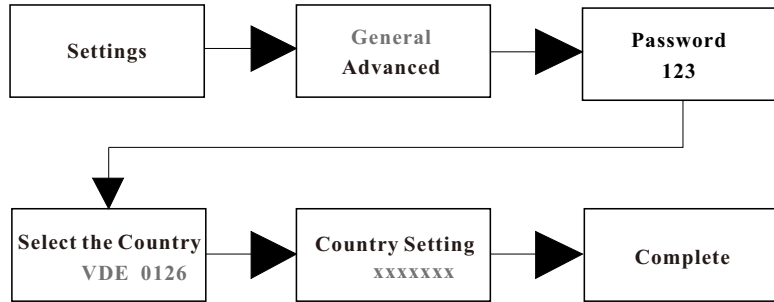 Settings
General
Advanced
Password
123
Select the Country
VDE 0126
Country Setting
xxxxxxx
Complete